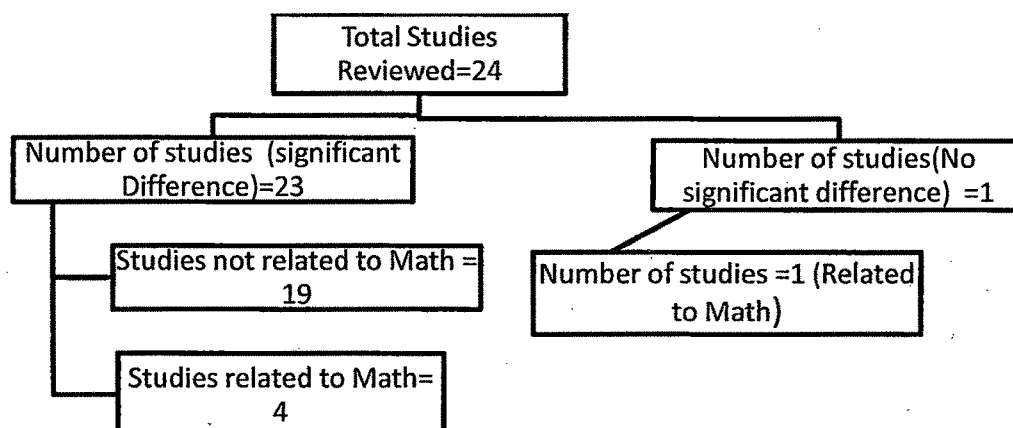 Total Studies
Reviewed=24
Number of studies (significant
Difference)=23
Number of studies(No
significant difference) =1
Studies not related to Math =
19
Number of studies =1 (Related
to Math)
Studies related to Math=
4